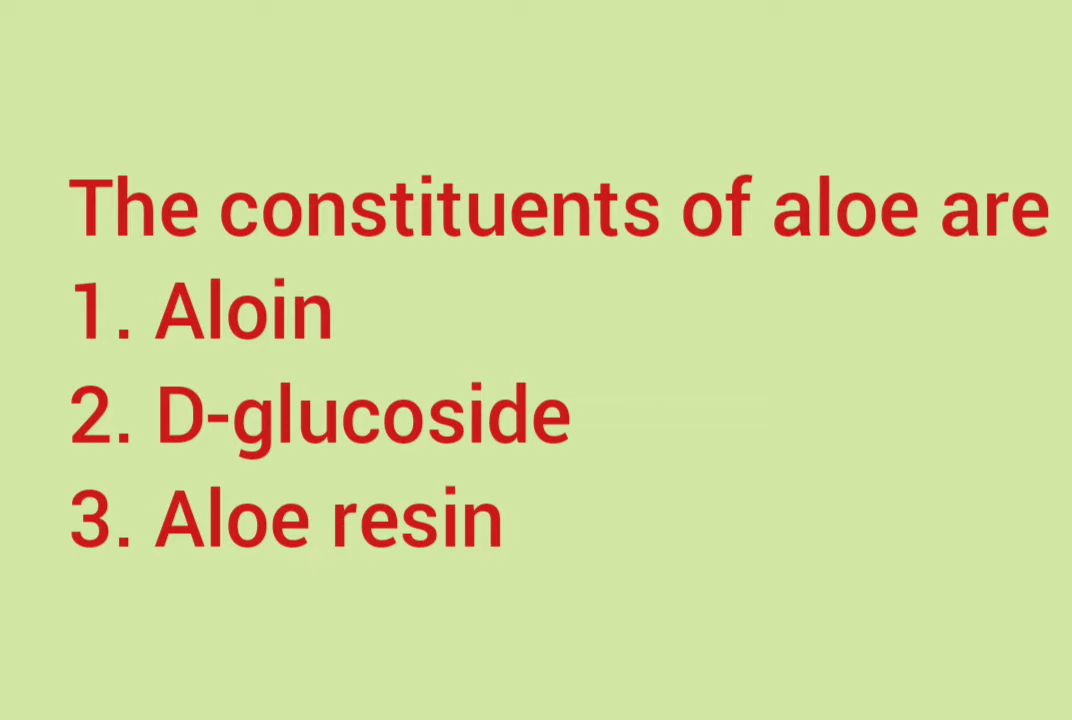 The constituents of aloe are
1. Aloin
2. D-glucoside
3. Aloe resin